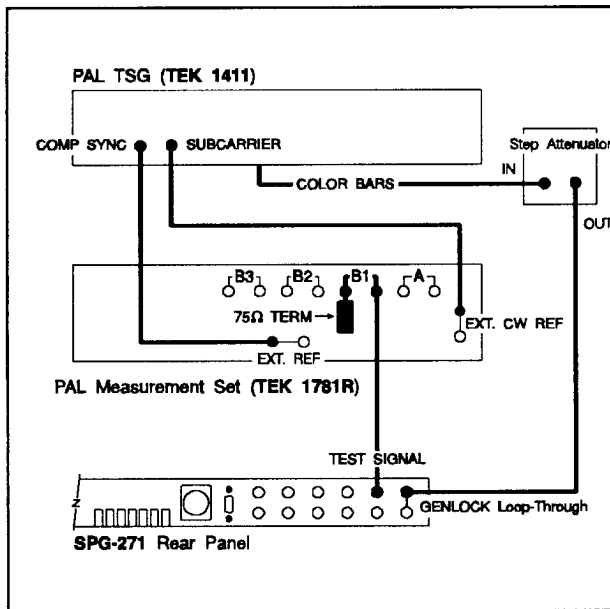 PAL TSG (TEK 1411)
COMP SYNC
SUBCARRIER
Step Attenuator
IN
COLOR BARS
OUT
B3
B2
B1
A
75Ω TERM
EXT. CW REF
EXT. REF
PAL Measurement Set (TEK 1781R)
TEST SIGNAL
GENLOCK Loop-Through
SPG-271 Rear Panel